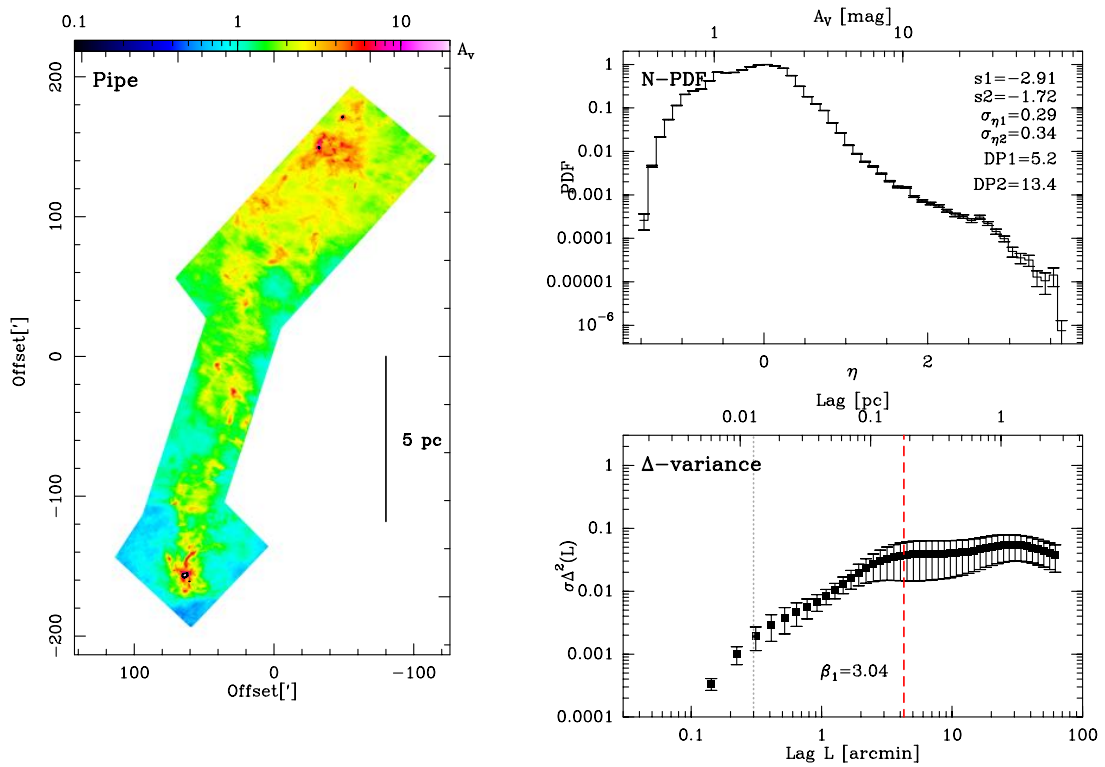 0.1 1 10
A_V
Pipe
200
100
0
−100
−200
Offset[′]
5 pc
100 0 −100
Offset[′]
A_V [mag]
1 10
N−PDF
s1=−2.91
s2=−1.72
σ_η1=0.29
σ_η2=0.34
DP1=5.2
DP2=13.4
1
0.1
0.01
0.001
0.0001
0.00001
10^−6
PDF
0 2
η
Lag [pc]
0.01 0.1 1
Δ−variance
1
0.1
0.01
0.001
0.0001
σΔ²(L)
β₁=3.04
0.1 1 10 100
Lag L [arcmin]